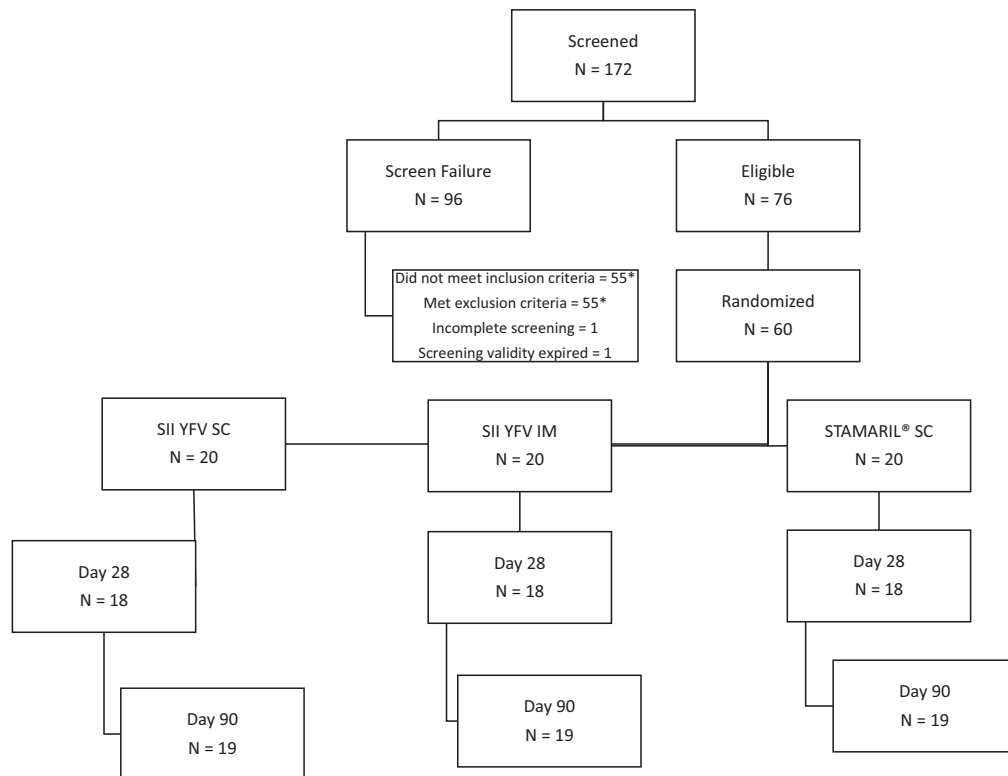 Screened
N = 172
Screen Failure
N = 96
Eligible
N = 76
Did not meet inclusion criteria = 55*
Met exclusion criteria = 55*
Incomplete screening = 1
Screening validity expired = 1
Randomized
N = 60
SII YFV SC
N = 20
SII YFV IM
N = 20
STAMARIL® SC
N = 20
Day 28
N = 18
Day 28
N = 18
Day 28
N = 18
Day 90
N = 19
Day 90
N = 19
Day 90
N = 19